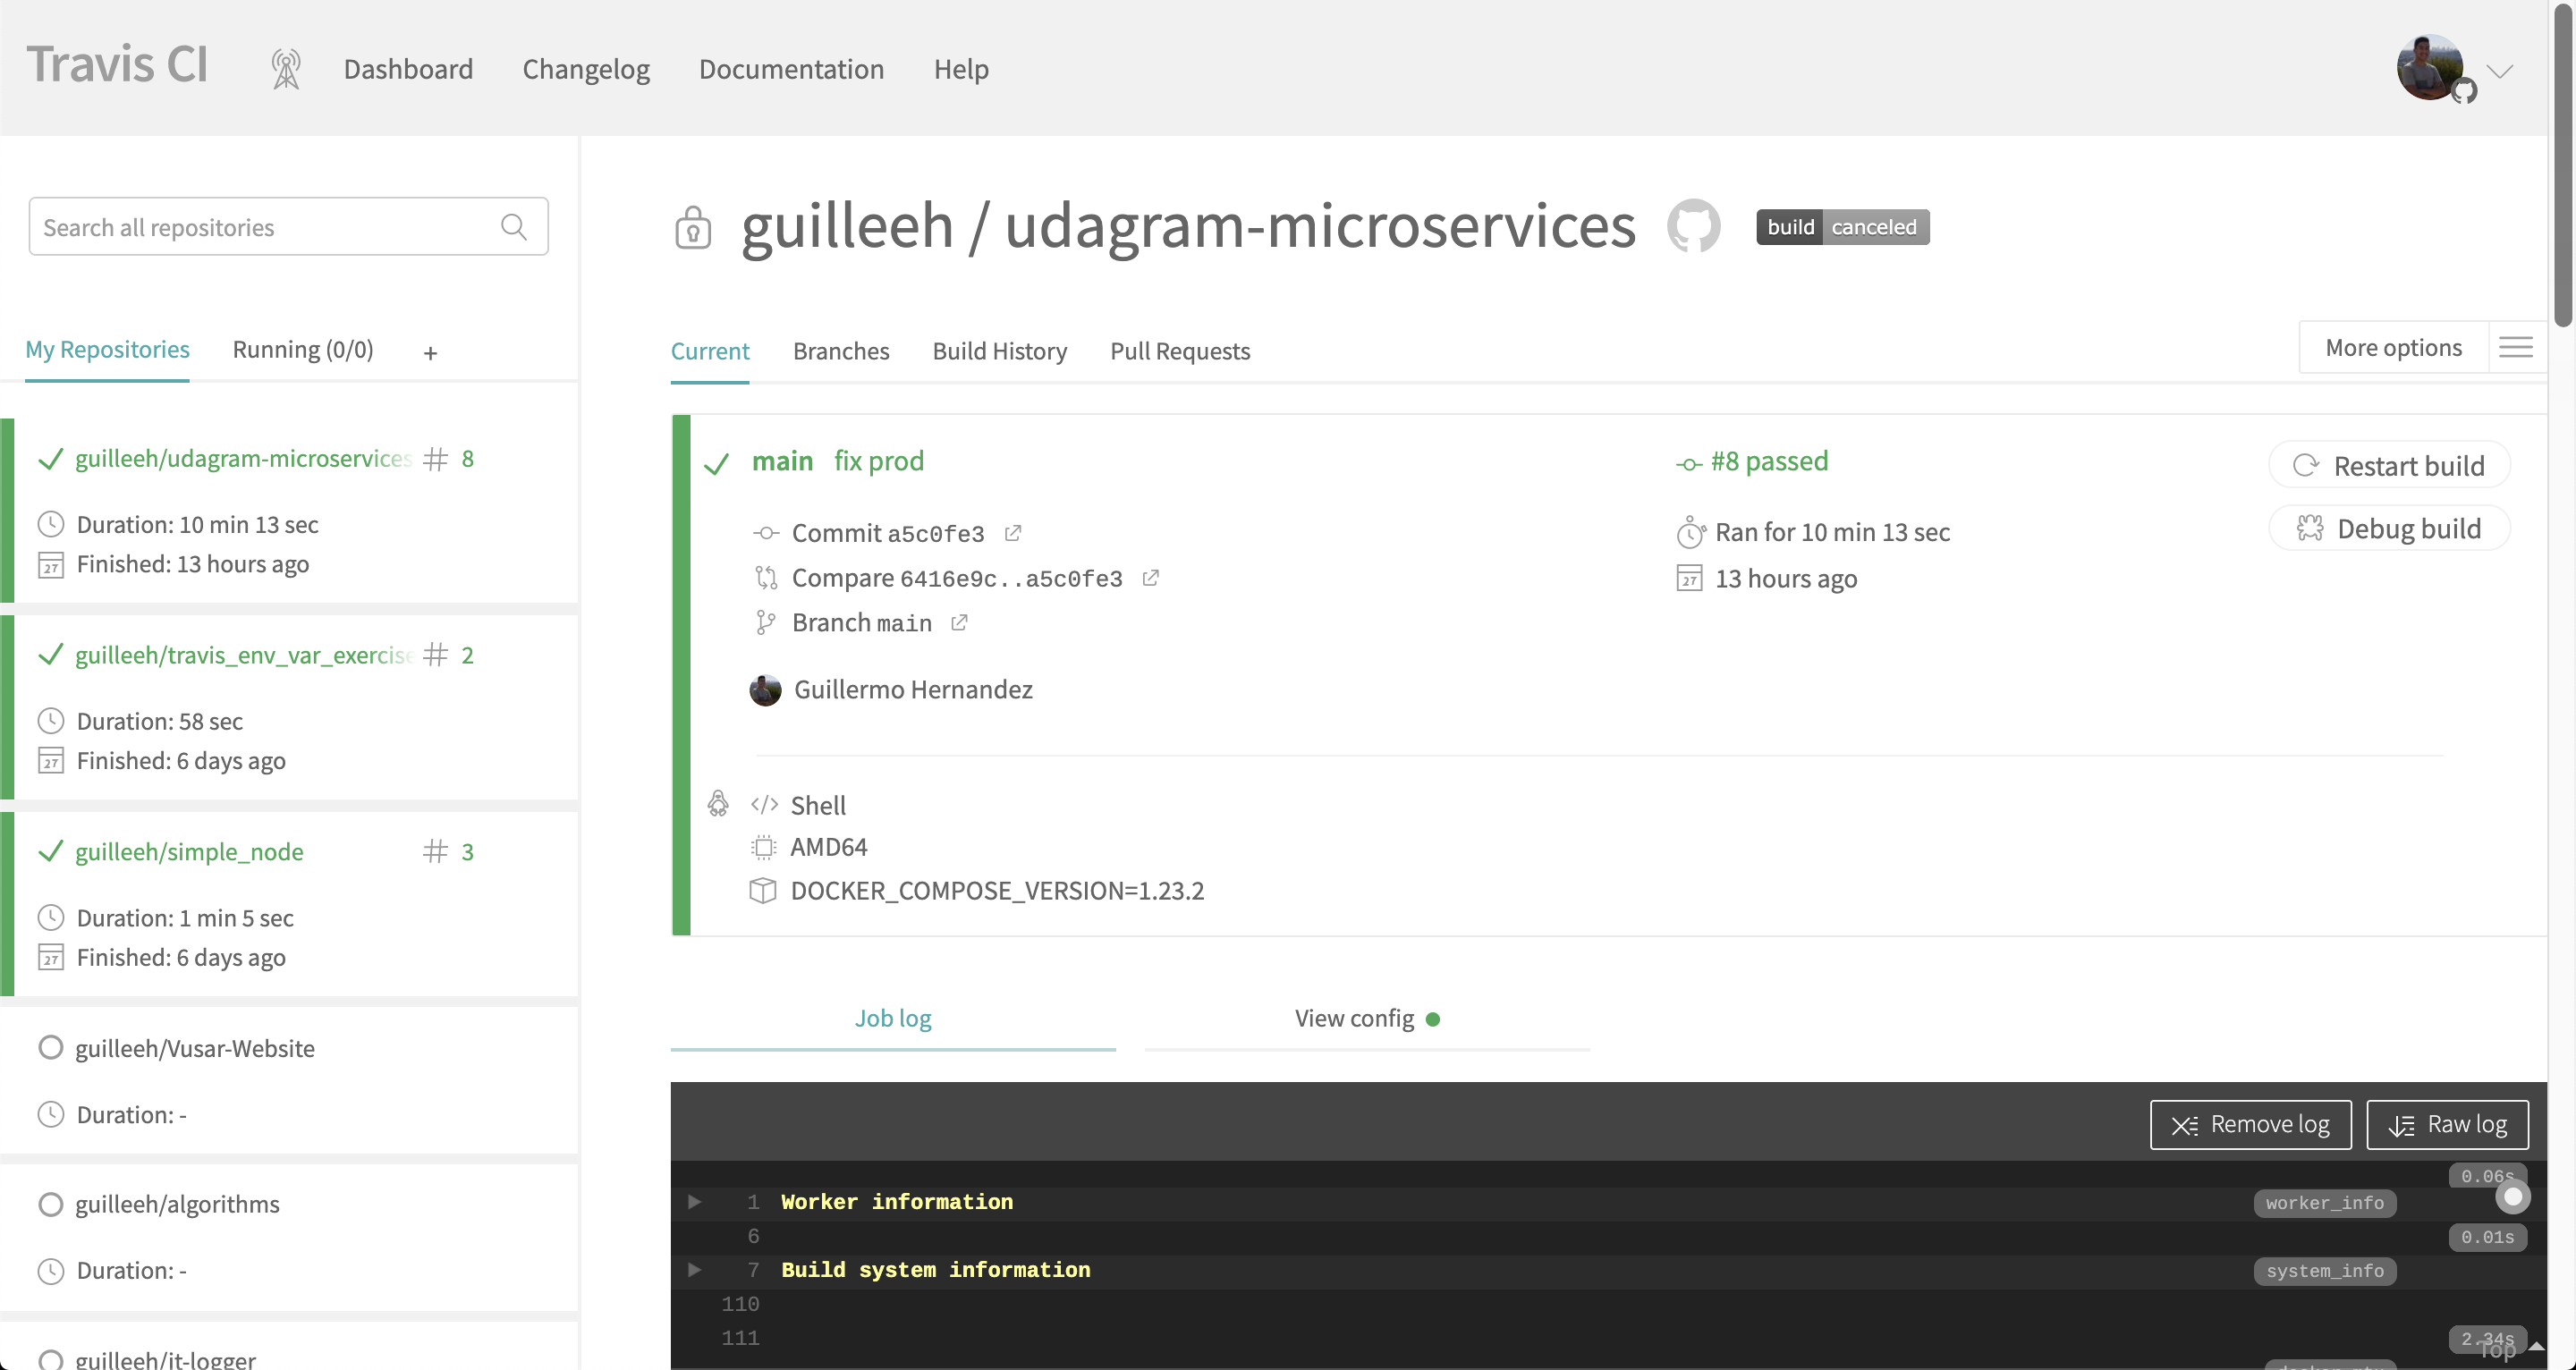 Travis CI Dashboard Changelog Documentation Help
Search all repositories
My Repositories Running (0/0) +
guilleeh/udagram-microservices # 8
Duration: 10 min 13 sec
Finished: 13 hours ago
guilleeh/travis_env_var_exercise # 2
Duration: 58 sec
Finished: 6 days ago
guilleeh/simple_node # 3
Duration: 1 min 5 sec
Finished: 6 days ago
guilleeh/Vusar-Website
Duration: -
guilleeh/algorithms
Duration: -
guilleeh/it-logger
guilleeh / udagram-microservices build canceled
Current Branches Build History Pull Requests More options
main fix prod
Commit a5c0fe3
Compare 6416e9c..a5c0fe3
Branch main
Guillermo Hernandez
#8 passed
Ran for 10 min 13 sec
13 hours ago
Restart build
Debug build
</> Shell
AMD64
DOCKER_COMPOSE_VERSION=1.23.2
Job log View config
Remove log Raw log
0.06s
1 Worker information worker_info
6 0.01s
7 Build system information system_info
110
111 2.34s
Top